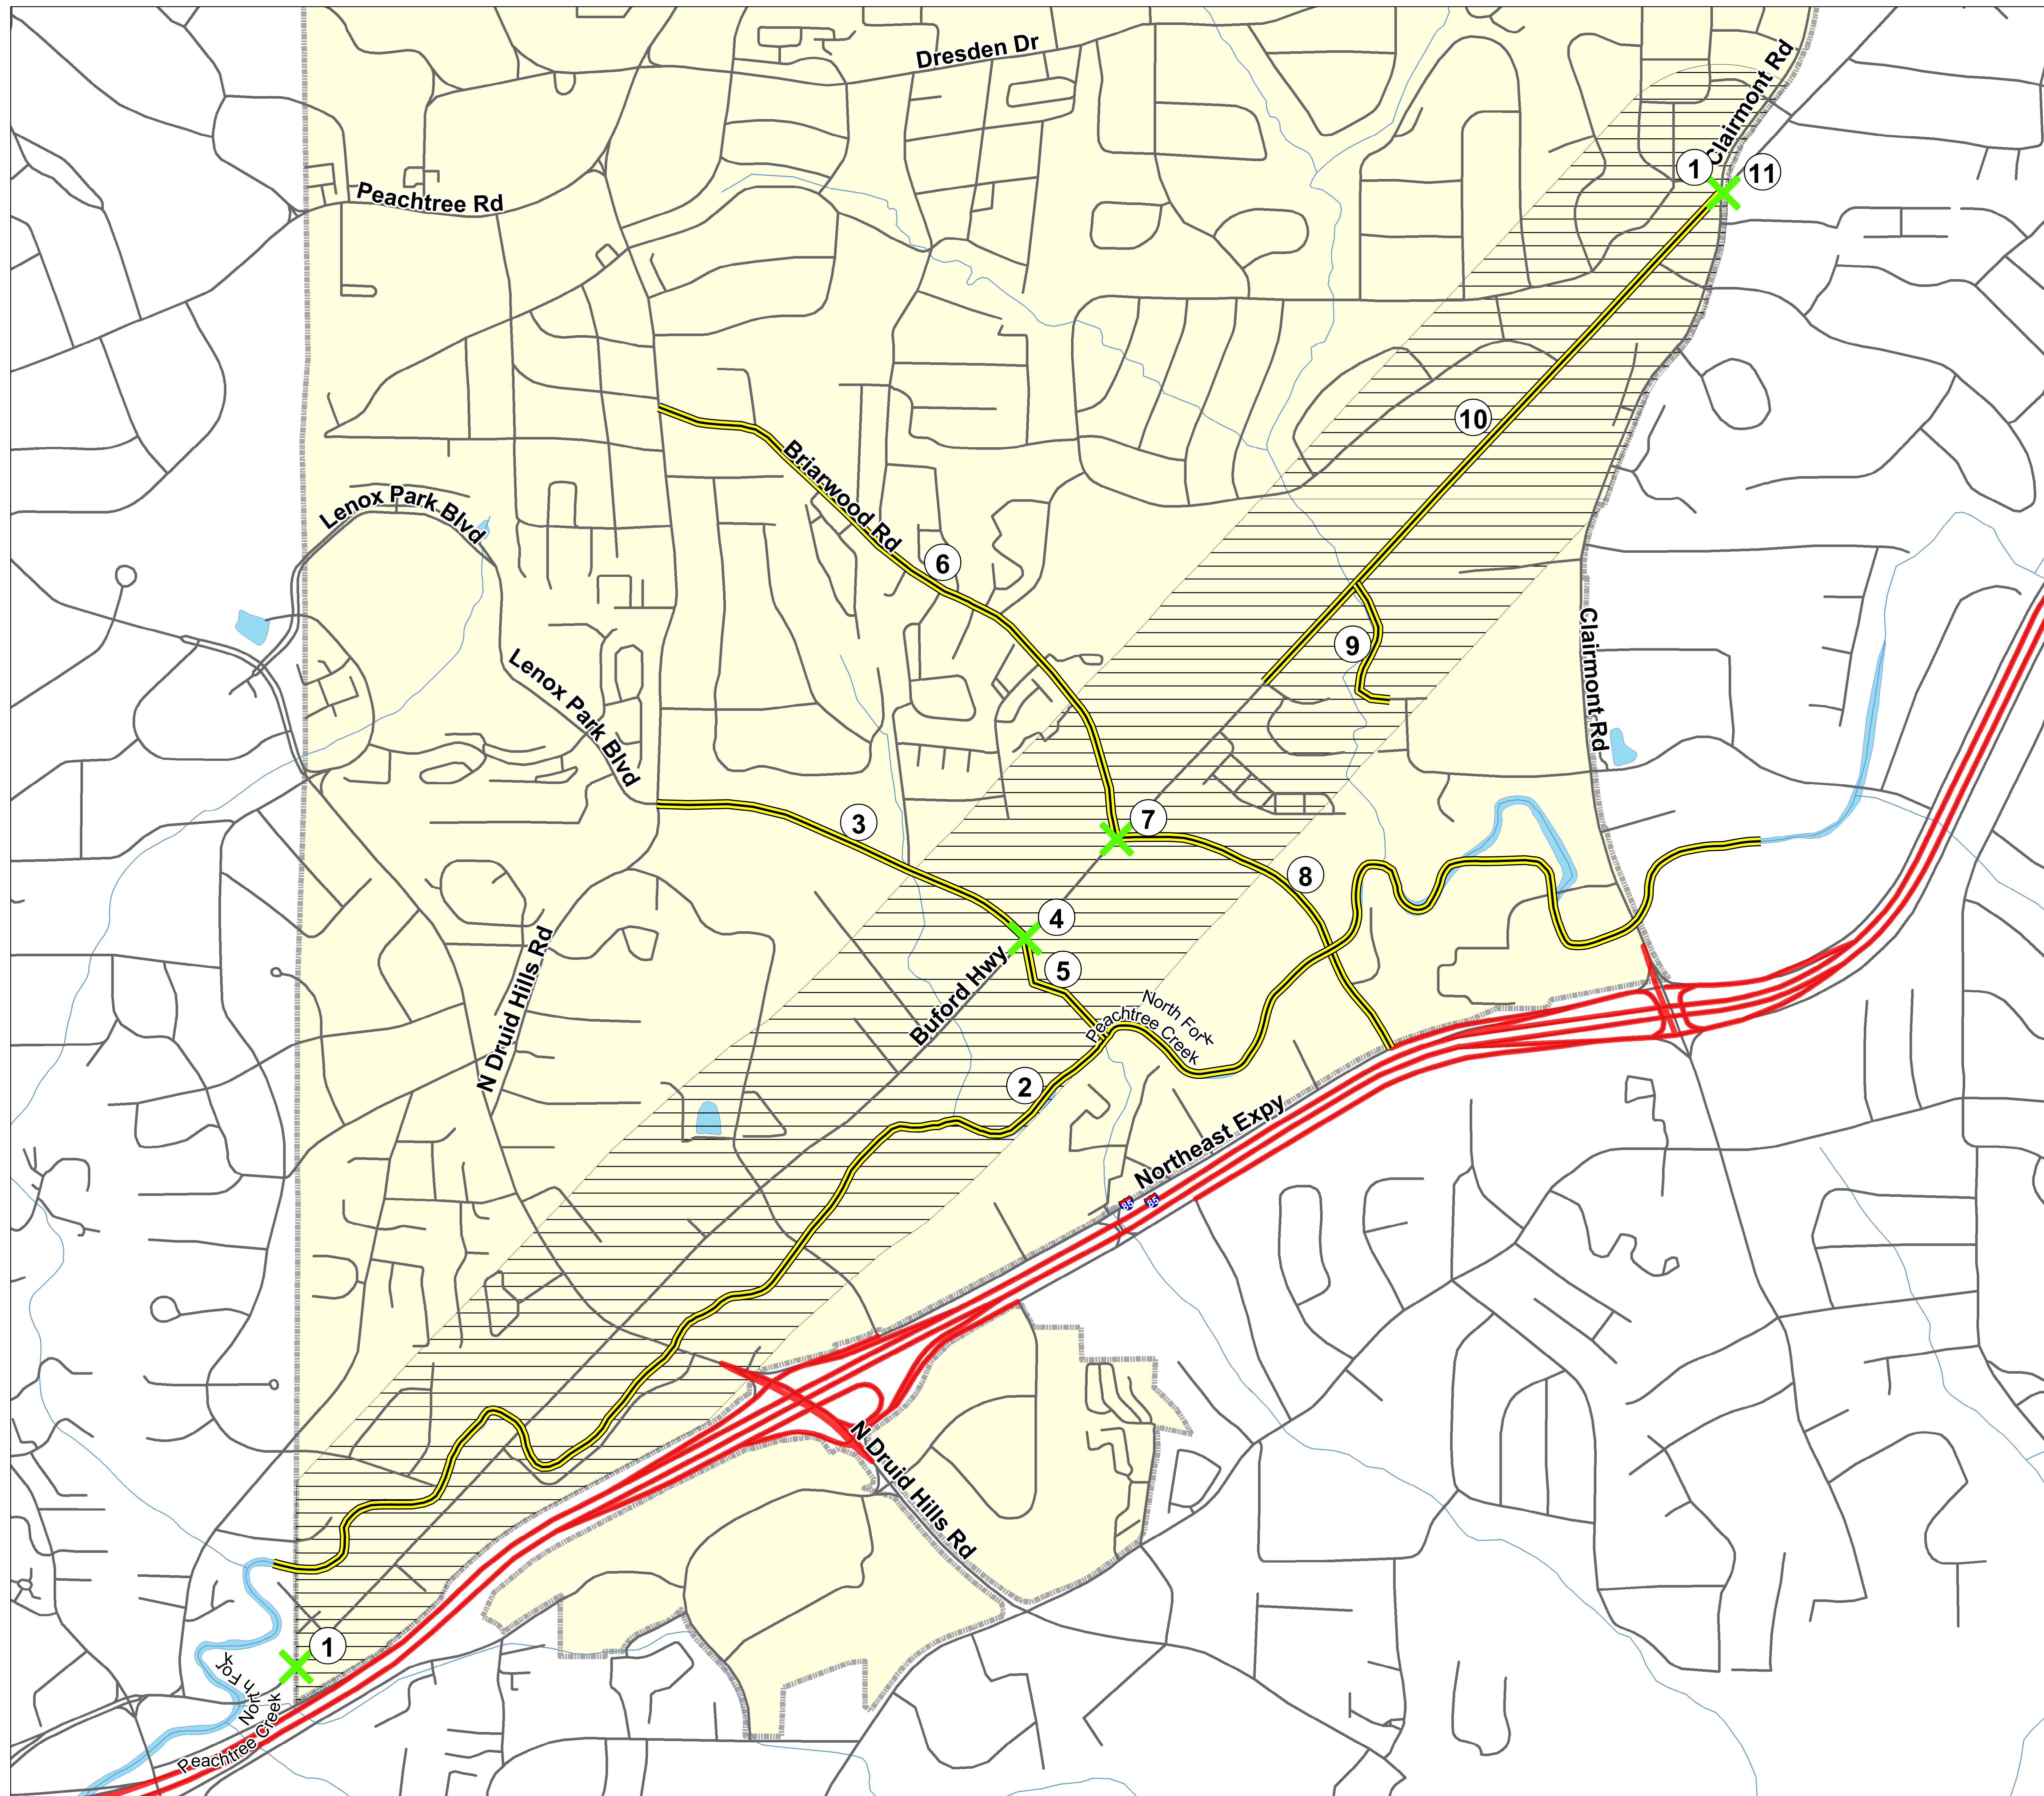 Dresden Dr
Clairmont Rd
1
11
Peachtree Rd
10
Briarwood Rd
Lenox Park Blvd
6
Clairmont Rd
9
Lenox Park Blvd
7
3
8
4
5
N Druid Hills Rd
Buford Hwy
North Fork
Peachtree Creek
2
Northeast Expy
85
85
N Druid Hills Rd
1
North Fork
Peachtree Creek